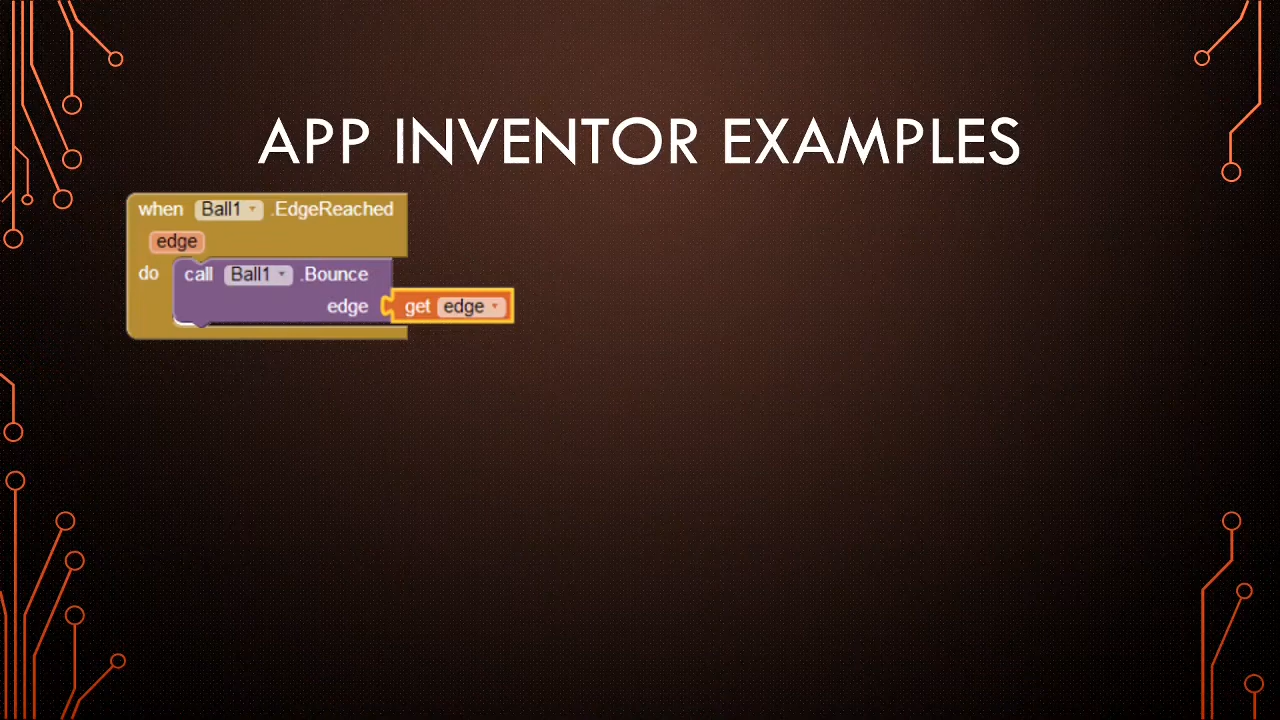 APP INVENTOR EXAMPLES
when Ball1 .EdgeReached
edge
do call Ball1 .Bounce
edge get edge